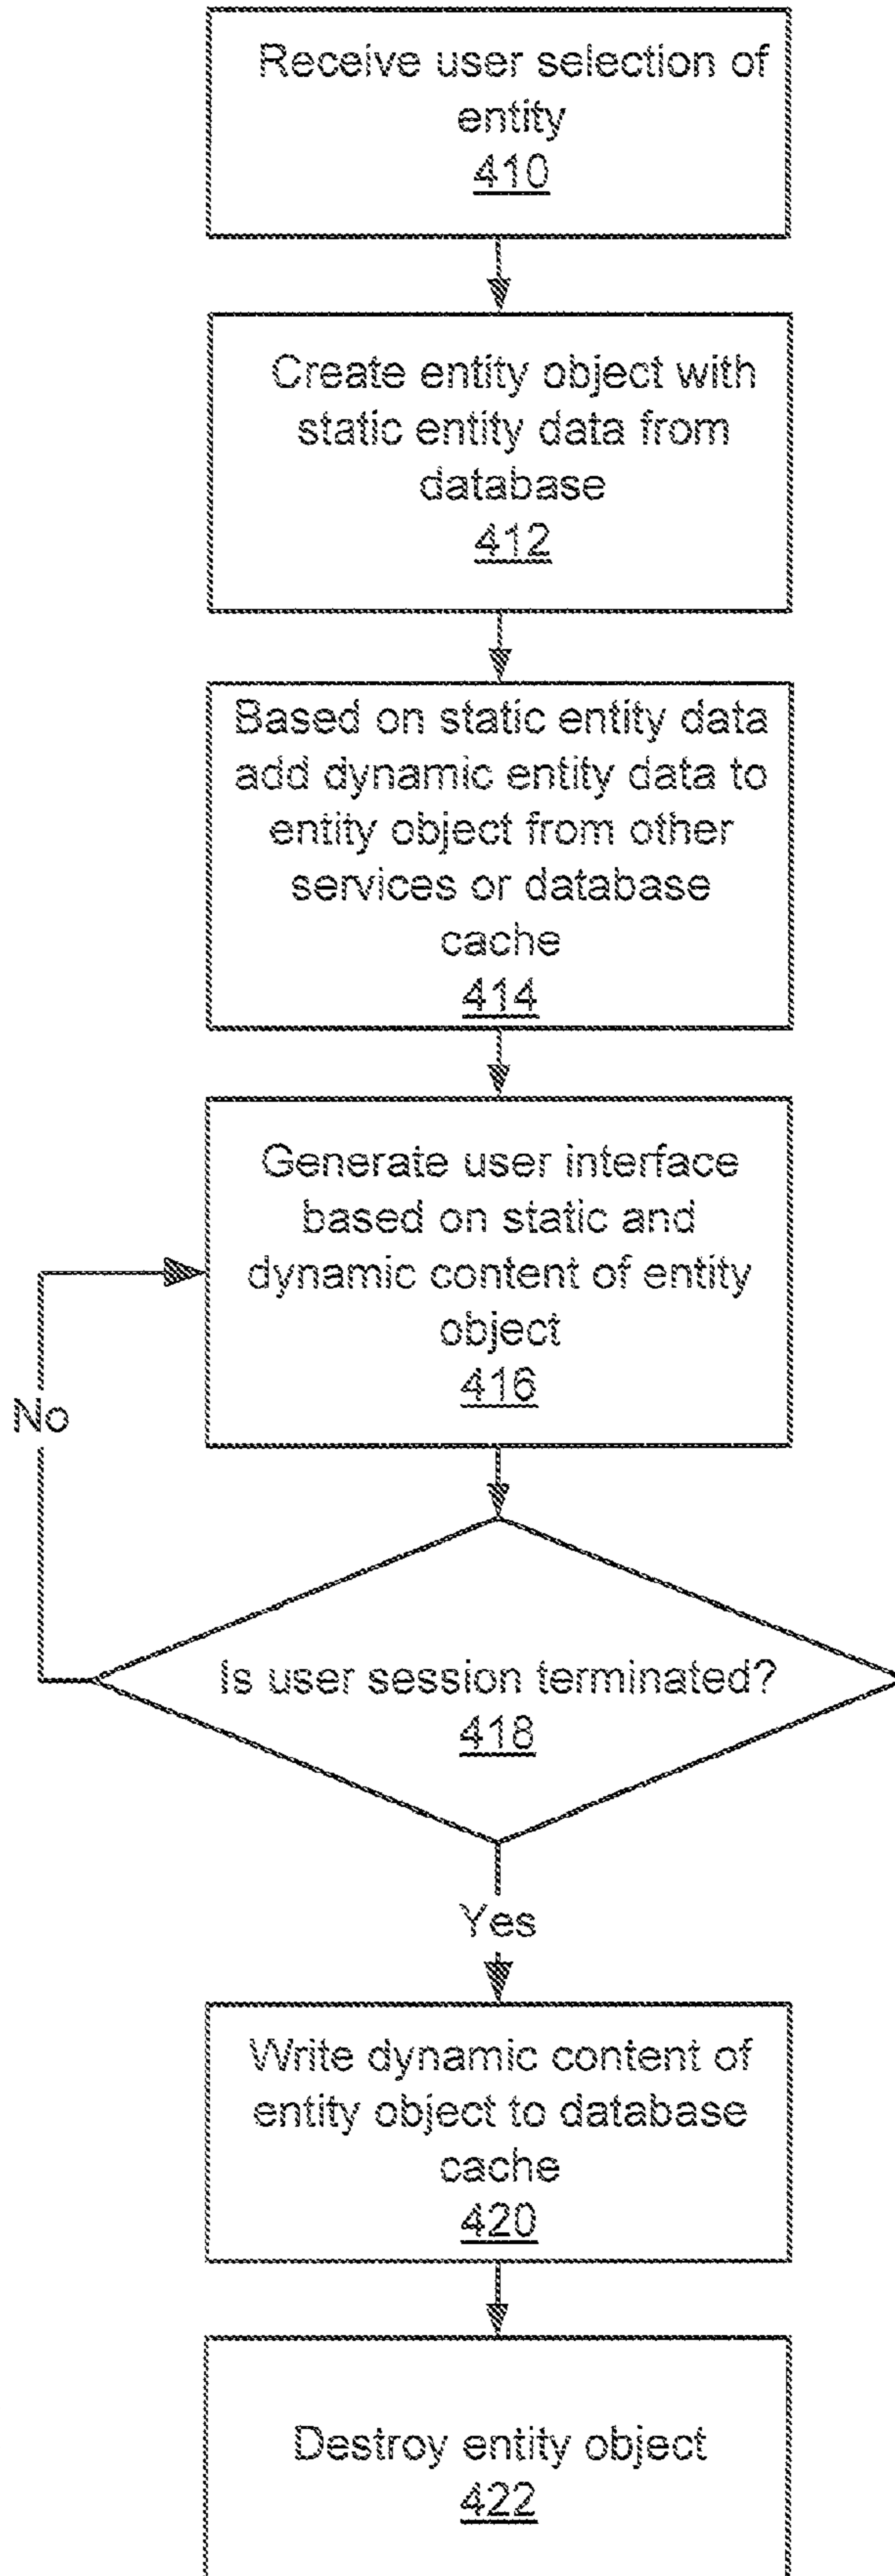 Receive user selection of
entity
410
Create entity object with
static entity data from
database
412
Based on static entity data
add dynamic entity data to
entity object from other
services or database
cache
414
Generate user interface
based on static and
dynamic content of entity
object
416
No
Is user session terminated?
418
Yes
Write dynamic content of
entity object to database
cache
420
Destroy entity object
422